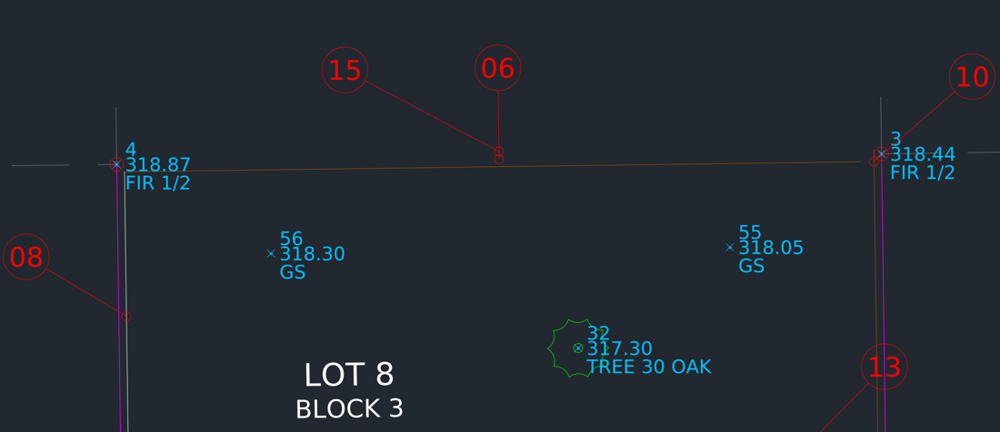 15
06
10
4
318.87
FIR 1/2
3
318.44
FIR 1/2
08
56
318.30
GS
55
318.05
GS
32
317.30
TREE 30 OAK
13
LOT 8
BLOCK 3